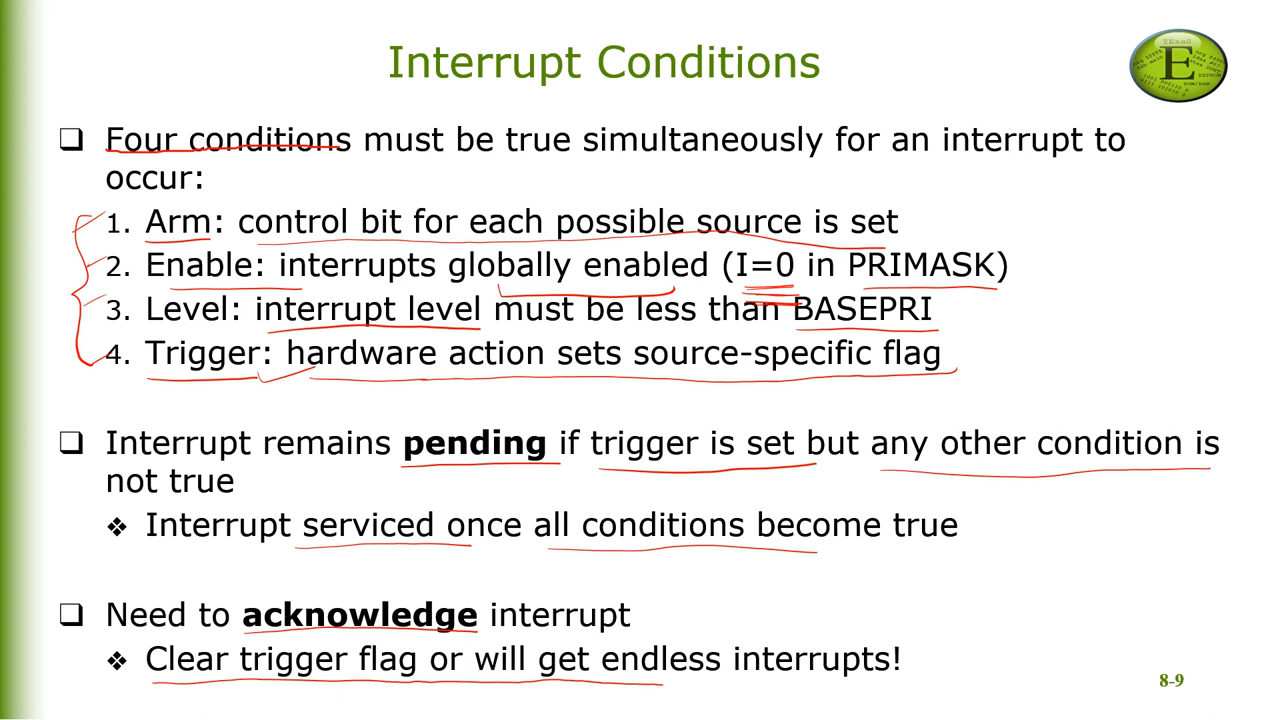 Interrupt Conditions
TExaS
E
❑ Four conditions must be true simultaneously for an interrupt to
occur:
1. Arm: control bit for each possible source is set
2. Enable: interrupts globally enabled (I=0 in PRIMASK)
3. Level: interrupt level must be less than BASEPRI
4. Trigger: hardware action sets source-specific flag
❑ Interrupt remains pending if trigger is set but any other condition is
not true
❖ Interrupt serviced once all conditions become true
❑ Need to acknowledge interrupt
❖ Clear trigger flag or will get endless interrupts!
8-9